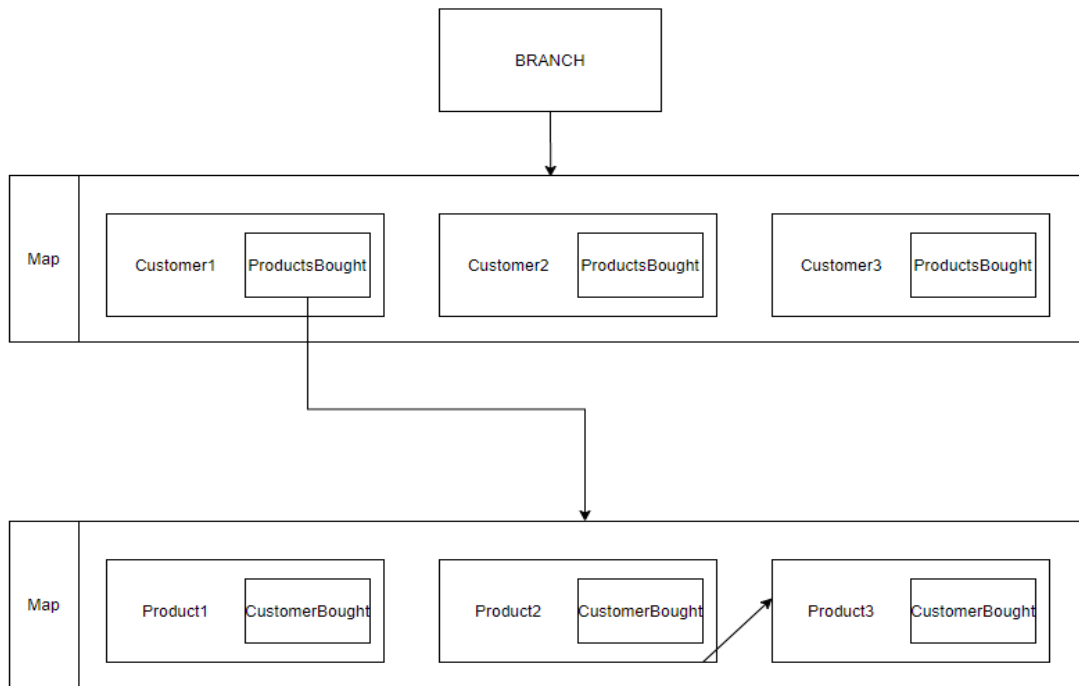 BRANCH
Map
Customer1
ProductsBought
Customer2
ProductsBought
Customer3
ProductsBought
Map
Product1
CustomerBought
Product2
CustomerBought
Product3
CustomerBought